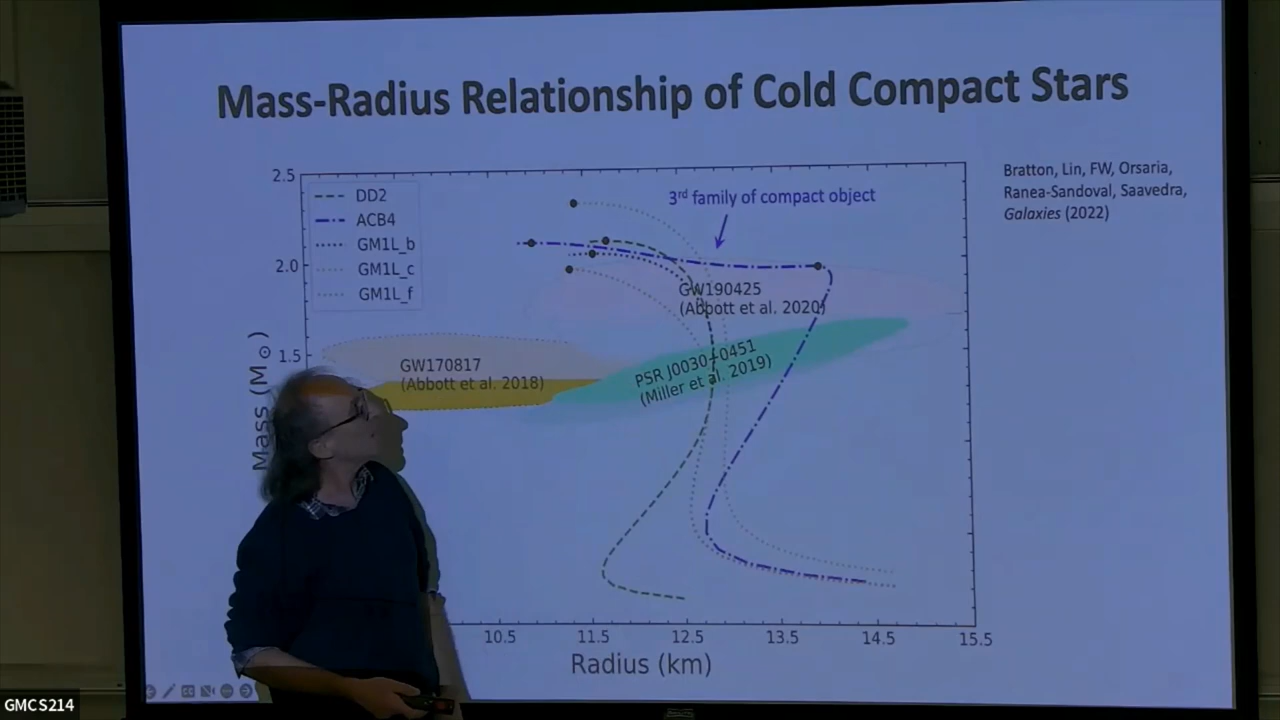 Mass-Radius Relationship of Cold Compact Stars
Bratton, Lin, FW, Orsaria,
Ranea-Sandoval, Saavedra,
Galaxies (2022)
2.5
2.0
1.5
Mass (M⊙)
DD2
ACB4
GM1L_b
GM1L_c
GM1L_f
3rd family of compact object
GW190425
(Abbott et al. 2020)
GW170817
(Abbott et al. 2018)
PSR J0030+0451
(Miller et al. 2019)
10.5 11.5 12.5 13.5 14.5 15.5
Radius (km)
GMCS214